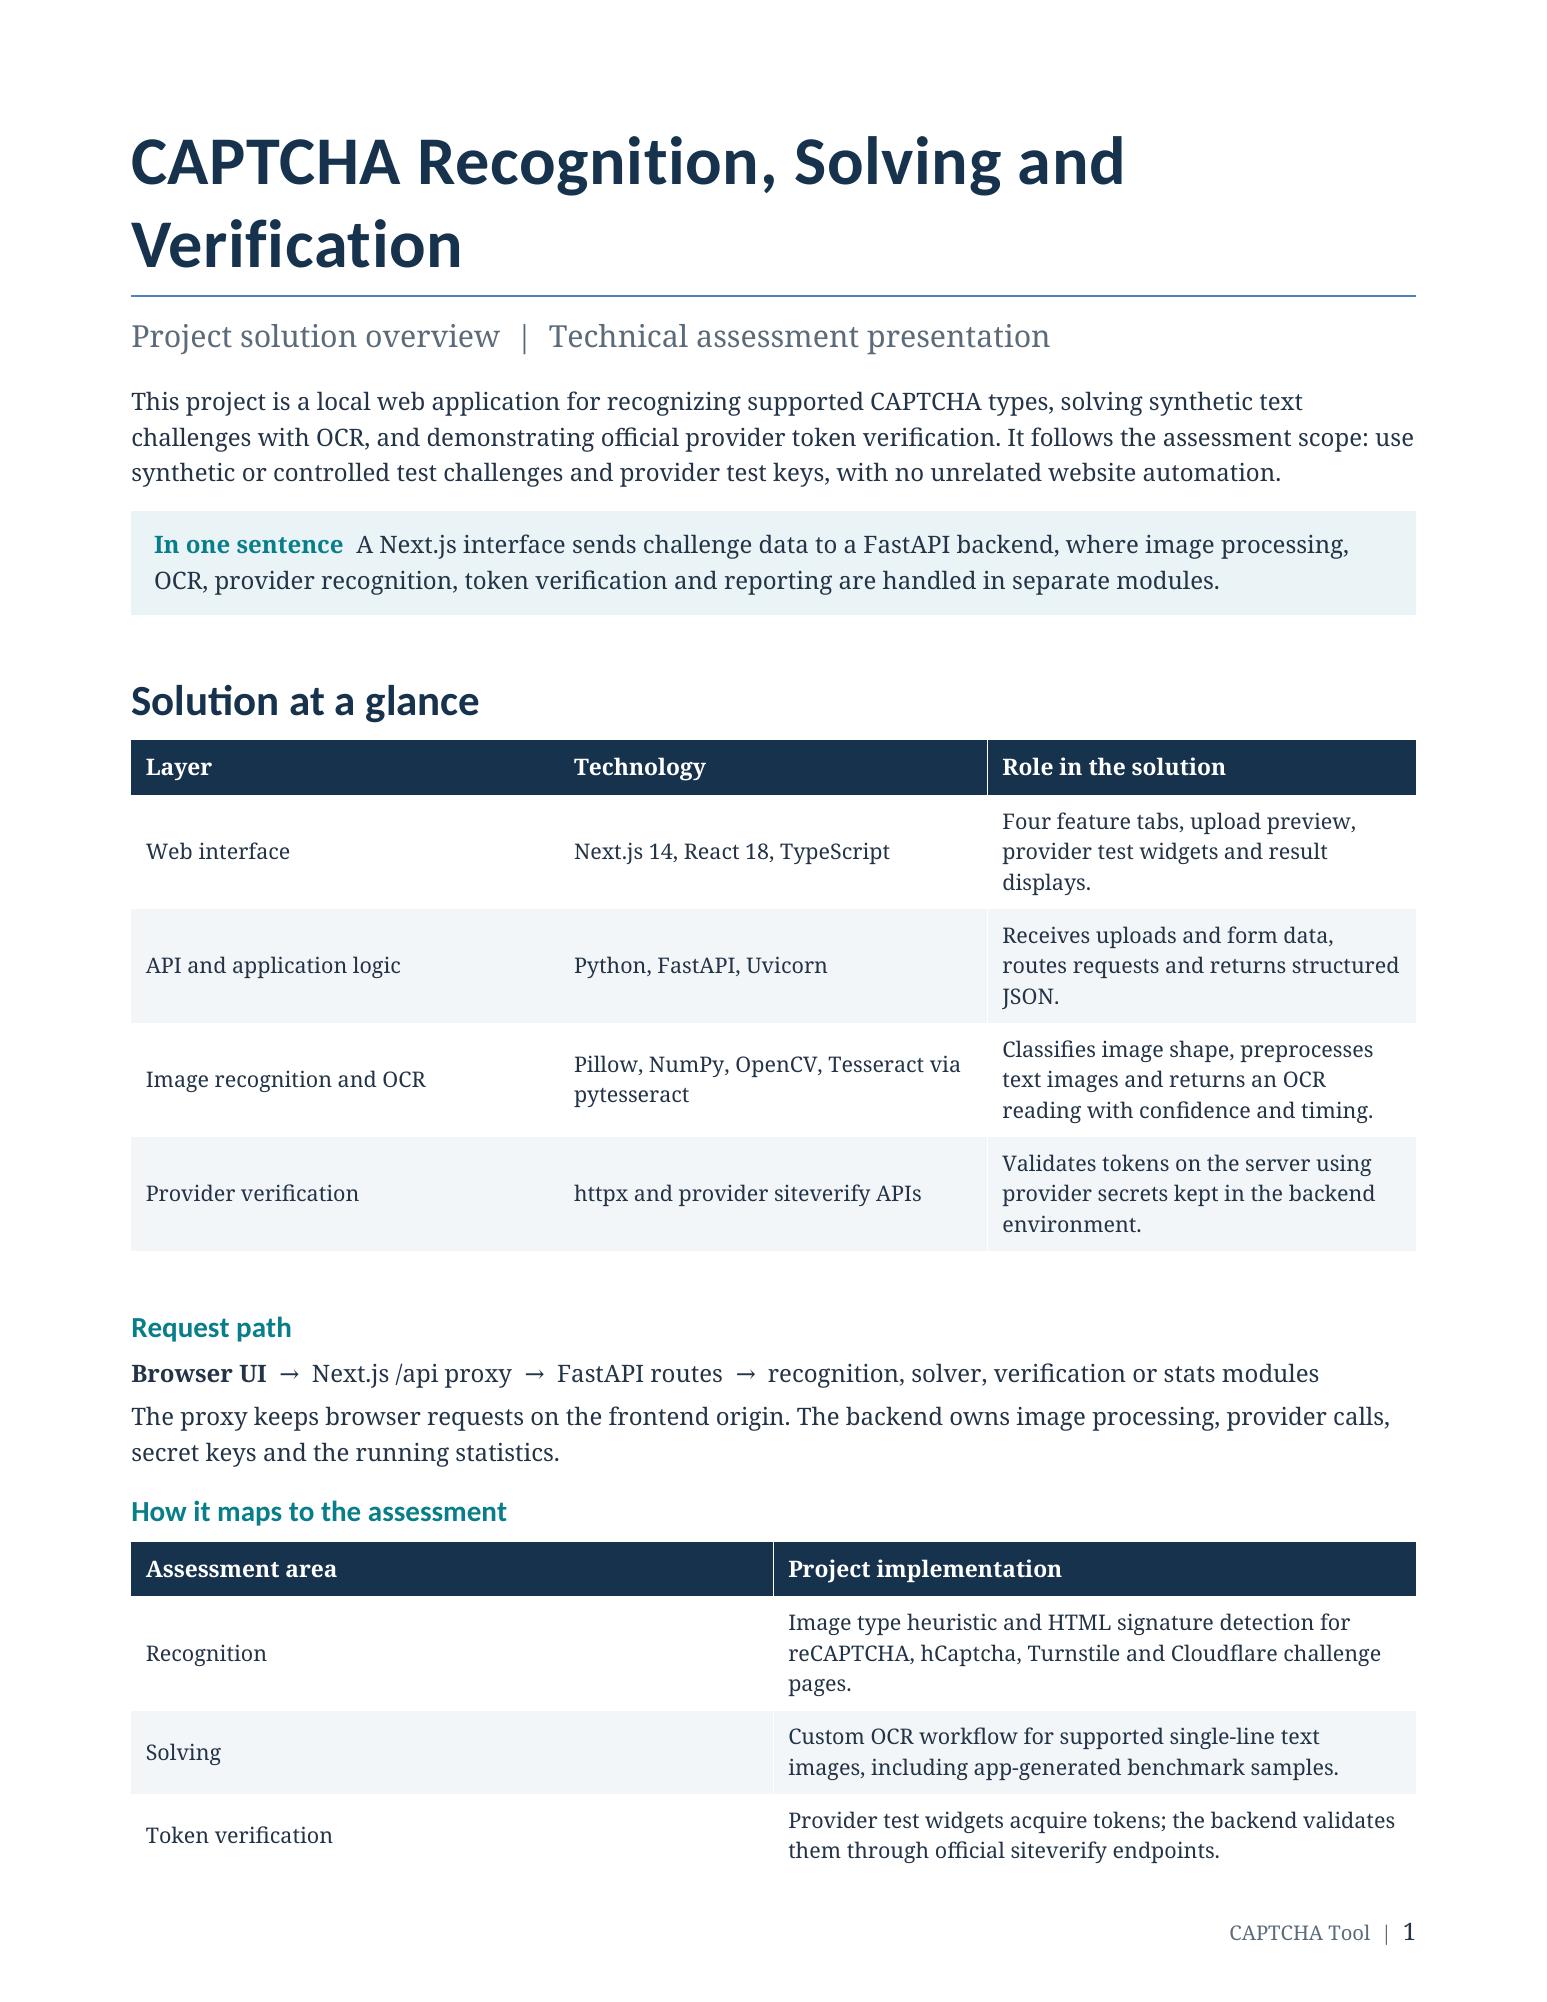 CAPTCHA Recognition, Solving and
Verification
Project solution overview | Technical assessment presentation
This project is a local web application for recognizing supported CAPTCHA types, solving synthetic text
challenges with OCR, and demonstrating official provider token verification. It follows the assessment scope: use
synthetic or controlled test challenges and provider test keys, with no unrelated website automation.
In one sentence A Next.js interface sends challenge data to a FastAPI backend, where image processing,
OCR, provider recognition, token verification and reporting are handled in separate modules.
Solution at a glance
Layer Technology Role in the solution
Web interface Next.js 14, React 18, TypeScript Four feature tabs, upload preview,
provider test widgets and result
displays.
API and application logic Python, FastAPI, Uvicorn Receives uploads and form data,
routes requests and returns structured
JSON.
Image recognition and OCR Pillow, NumPy, OpenCV, Tesseract via
pytesseract Classifies image shape, preprocesses
text images and returns an OCR
reading with confidence and timing.
Provider verification httpx and provider siteverify APIs Validates tokens on the server using
provider secrets kept in the backend
environment.
Request path
Browser UI → Next.js /api proxy → FastAPI routes → recognition, solver, verification or stats modules
The proxy keeps browser requests on the frontend origin. The backend owns image processing, provider calls,
secret keys and the running statistics.
How it maps to the assessment
Assessment area Project implementation
Recognition Image type heuristic and HTML signature detection for
reCAPTCHA, hCaptcha, Turnstile and Cloudflare challenge
pages.
Solving Custom OCR workflow for supported single-line text
images, including app-generated benchmark samples.
Token verification Provider test widgets acquire tokens; the backend validates
them through official siteverify endpoints.
CAPTCHA Tool | 1